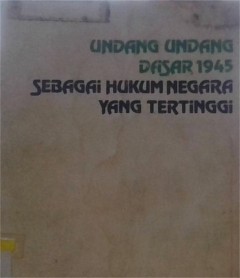 UNDANG UNDANG
DASAR 1945
SEBAGAI HUKUM NEGARA
YANG TERTINGGI